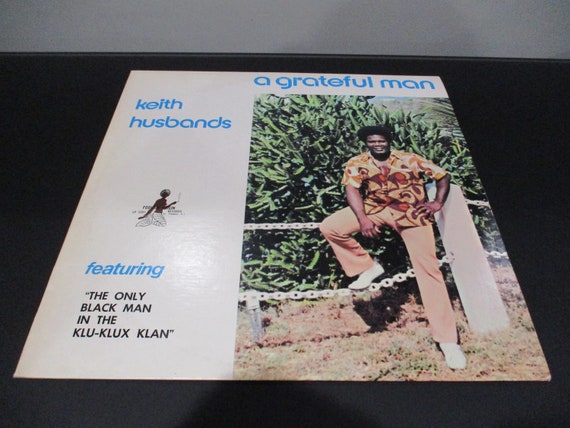 a grateful man
keith
husbands
featuring
"THE ONLY
BLACK MAN
IN THE
KLU-KLUX KLAN"